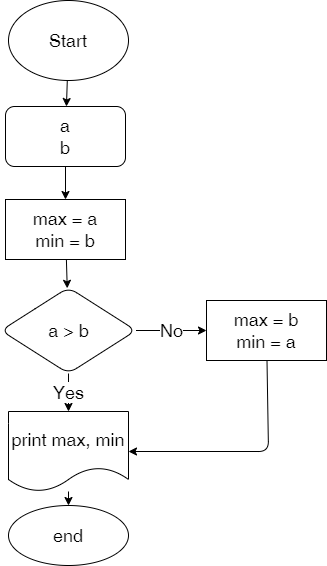 Start
a
b
max = a
min = b
a > b
No
max = b
min = a
Yes
print max, min
end